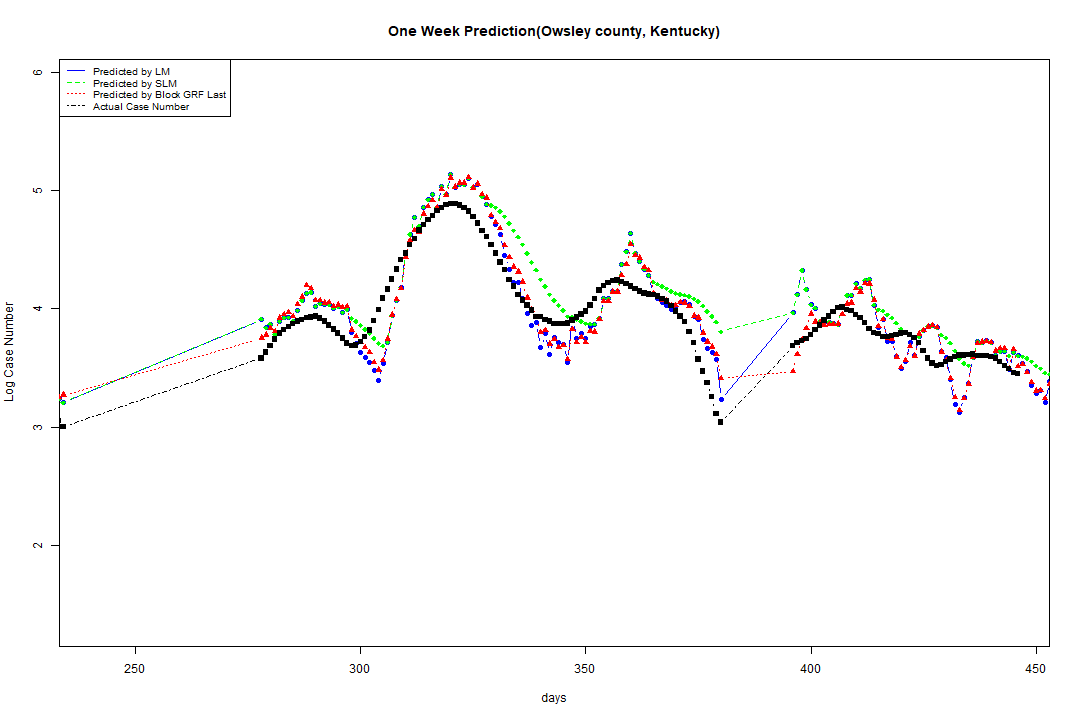 One Week Prediction(Owsley county, Kentucky)
Predicted by LM
Predicted by SLM
Predicted by Block GRF Last
Actual Case Number
Log Case Number
6
5
4
3
2
250 300 350 400 450
days